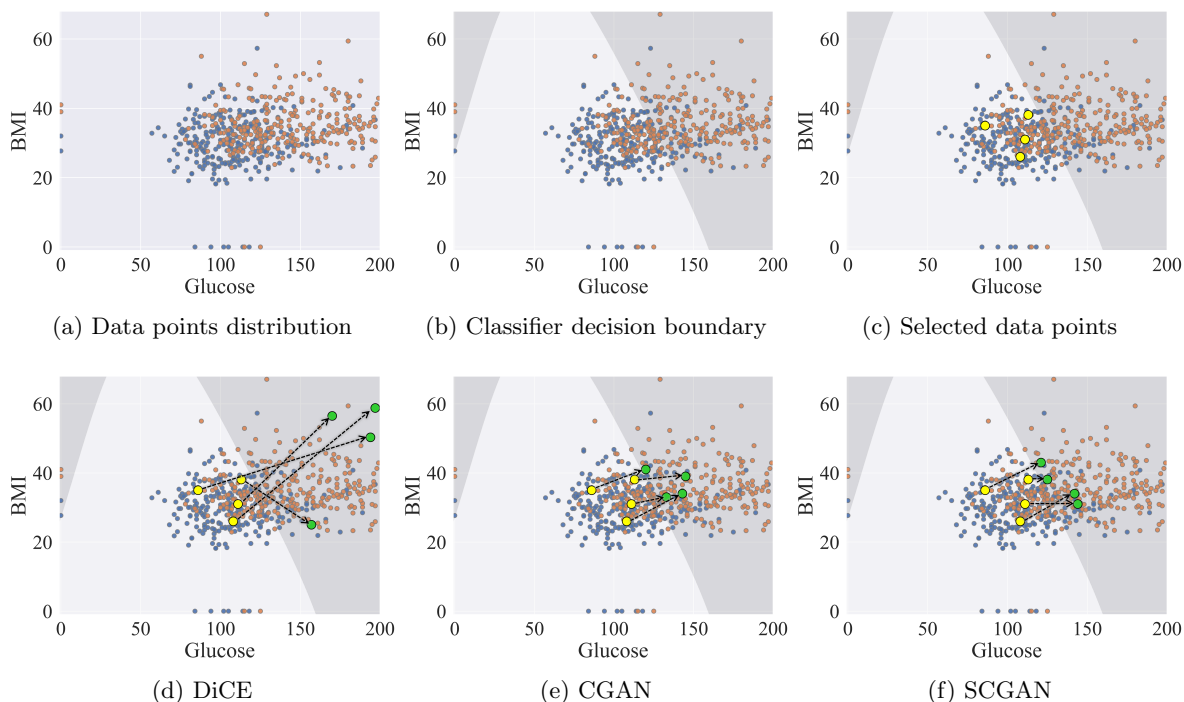 60
40
20
0
BMI
0 50 100 150 200
Glucose
(a) Data points distribution
60
40
20
0
BMI
0 50 100 150 200
Glucose
(b) Classifier decision boundary
60
40
20
0
BMI
0 50 100 150 200
Glucose
(c) Selected data points
60
40
20
0
BMI
0 50 100 150 200
Glucose
(d) DiCE
60
40
20
0
BMI
0 50 100 150 200
Glucose
(e) CGAN
60
40
20
0
BMI
0 50 100 150 200
Glucose
(f) SCGAN